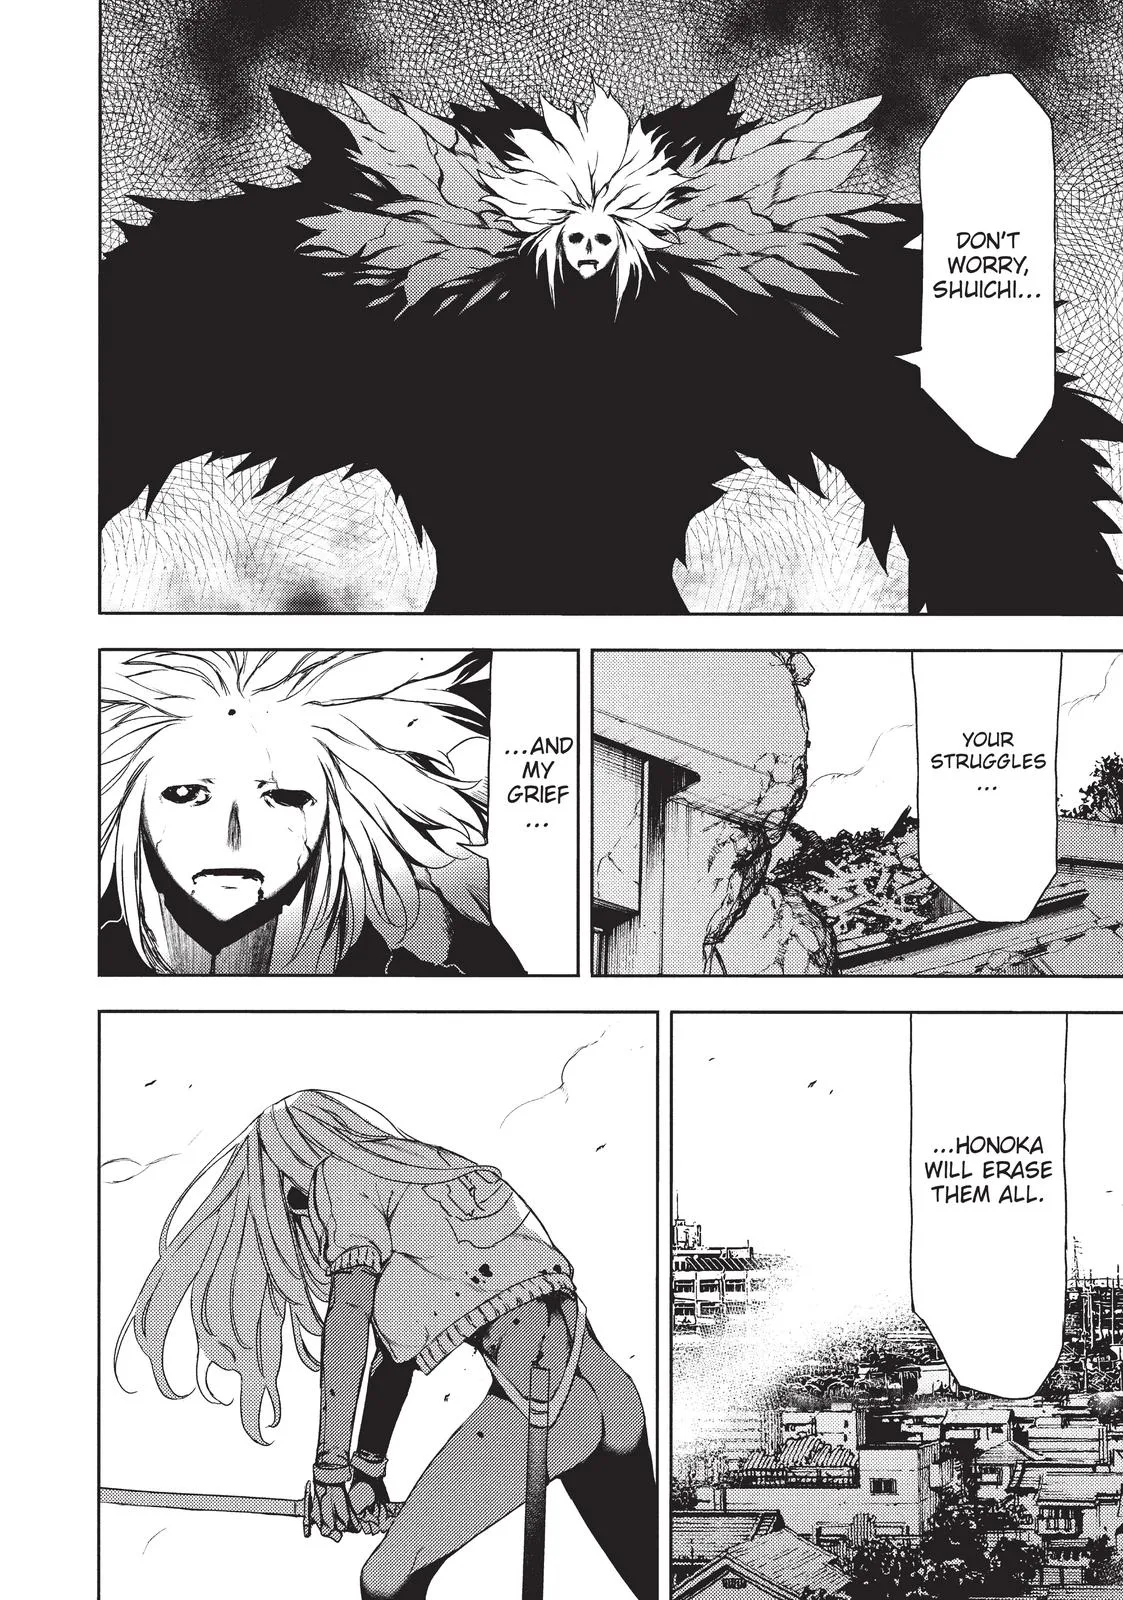 DON'T
WORRY,
SHUICHI...
YOUR
STRUGGLES
...
...AND
MY
GRIEF
...
...HONOKA
WILL ERASE
THEM ALL.